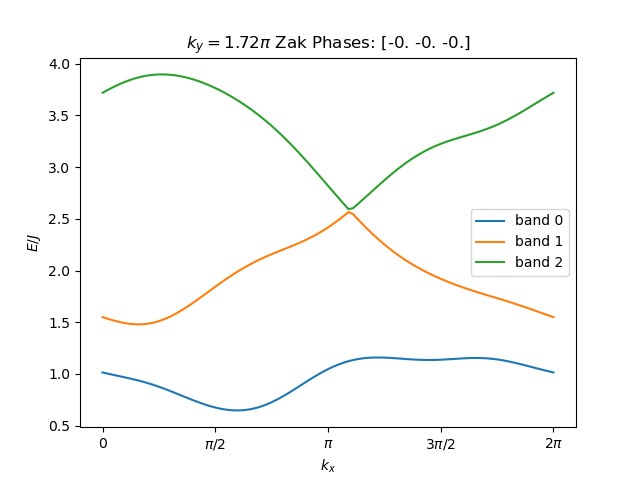 k_y = 1.72π Zak Phases: [-0. -0. -0.]
4.0
3.5
3.0
2.5
2.0
1.5
1.0
0.5
E/J
band 0
band 1
band 2
0
π/2
π
3π/2
2π
k_x